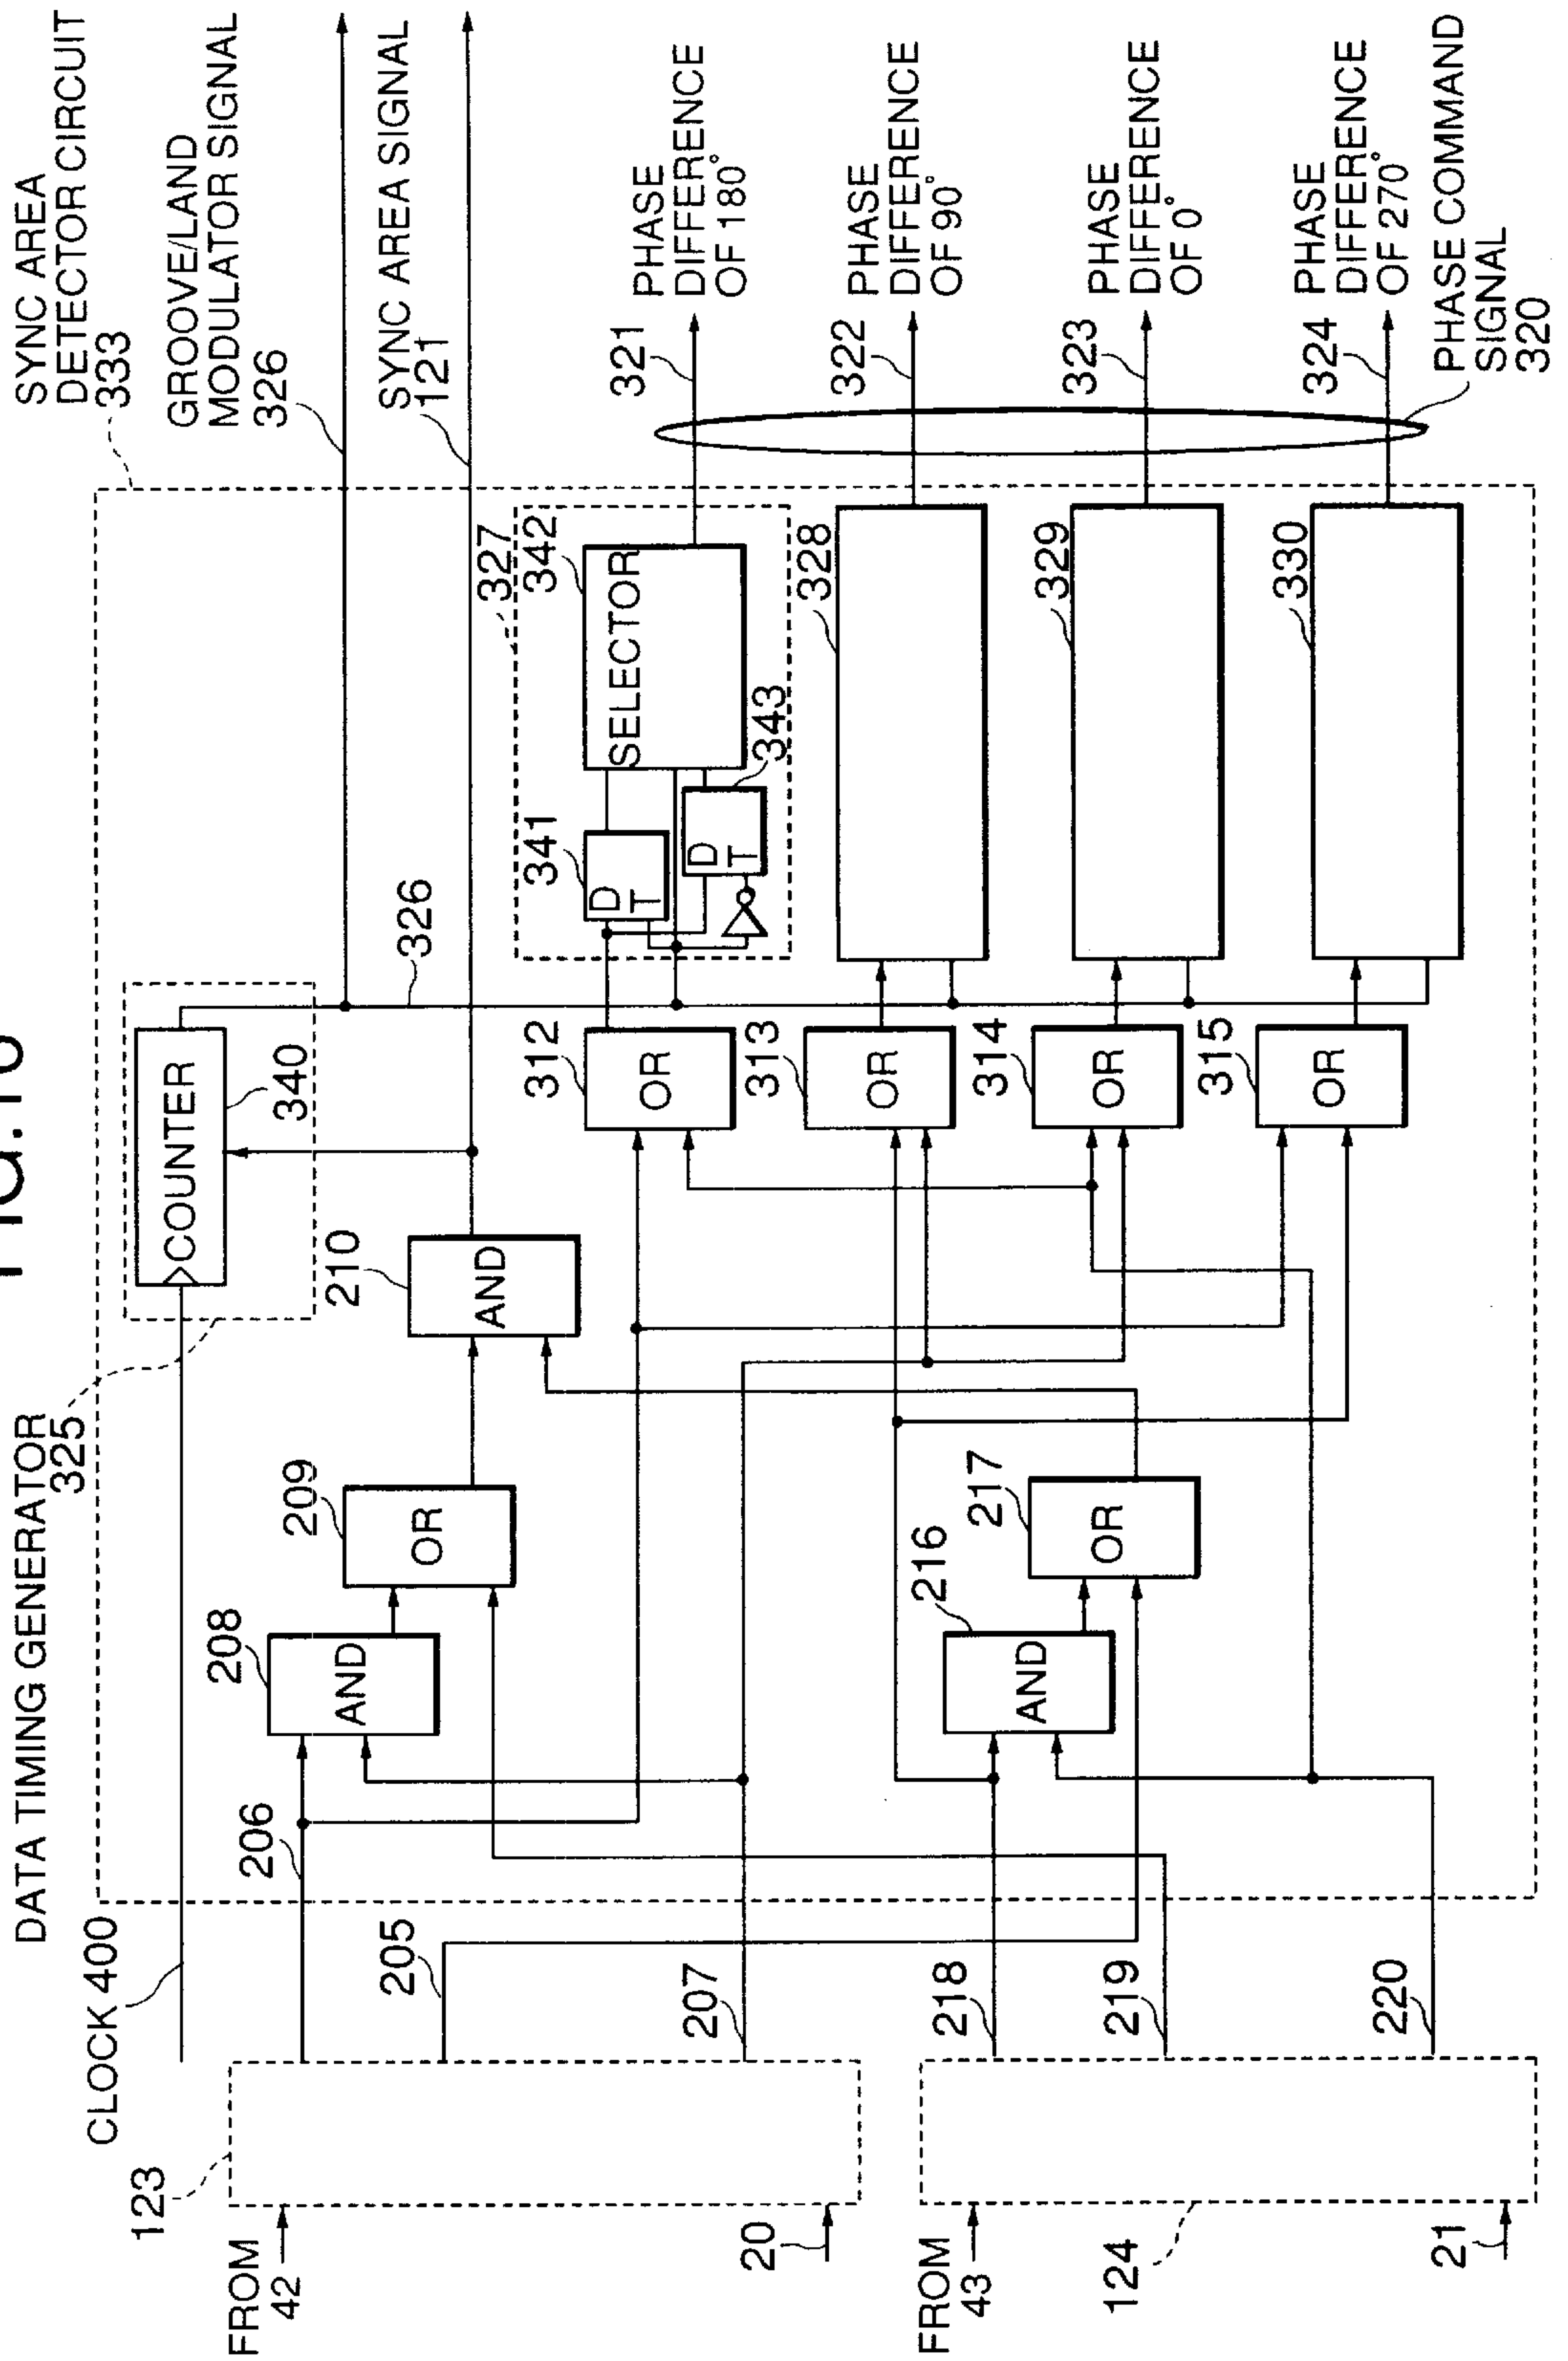 DATA TIMING GENERATOR
325
SYNC AREA
DETECTOR CIRCUIT
333
CLOCK 400
COUNTER
340
GROOVE/LAND
MODULATOR SIGNAL
326
326
SYNC AREA SIGNAL
121
123
FROM
42
20
206
205
207
208
AND
209
OR
210
AND
312
OR
327
341
D
T
342
SELECTOR
D
T
343
321
PHASE
DIFFERENCE
OF 180°
313
OR
328
322
PHASE
DIFFERENCE
OF 90°
FROM
43
124
21
218
219
220
216
AND
217
OR
314
OR
329
323
PHASE
DIFFERENCE
OF 0°
315
OR
330
324
PHASE
DIFFERENCE
OF 270°
PHASE COMMAND
SIGNAL
320